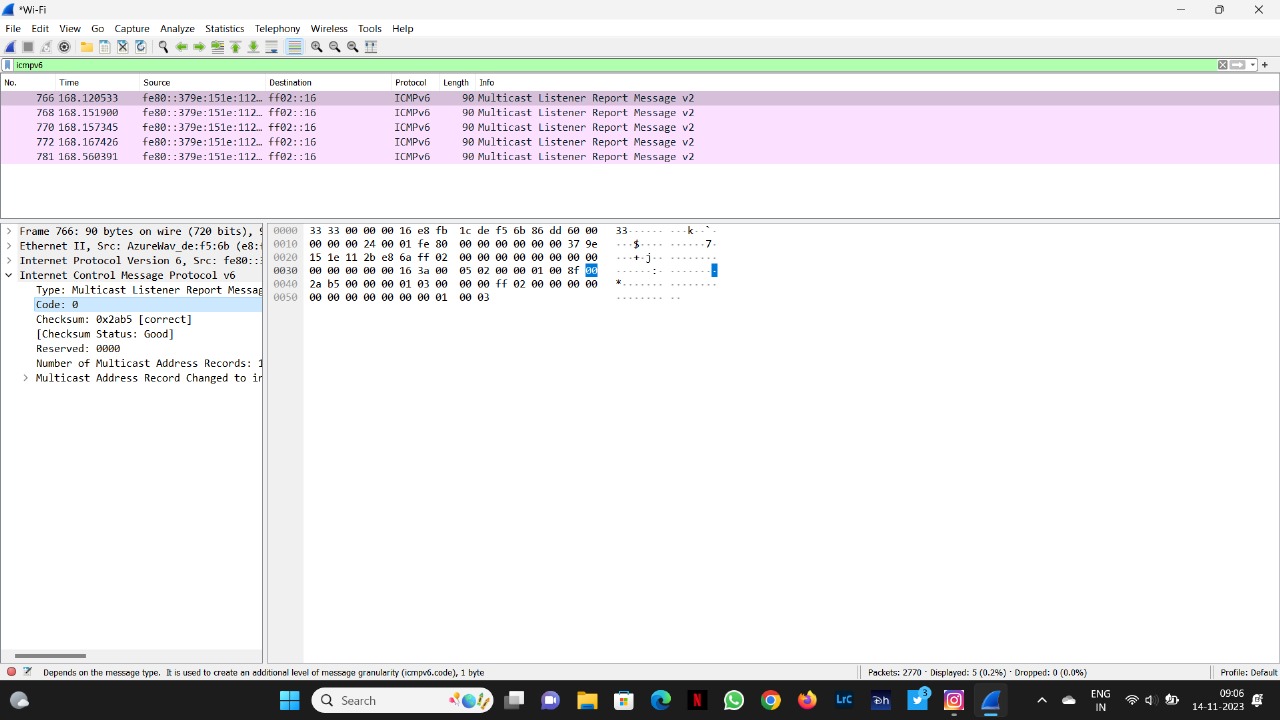 *Wi-Fi
File Edit View Go Capture Analyze Statistics Telephony Wireless Tools Help
icmpv6
No. Time Source Destination Protocol Length Info
766 168.120533 fe80::379e:151e:112… ff02::16 ICMPv6 90 Multicast Listener Report Message v2
768 168.151900 fe80::379e:151e:112… ff02::16 ICMPv6 90 Multicast Listener Report Message v2
770 168.157345 fe80::379e:151e:112… ff02::16 ICMPv6 90 Multicast Listener Report Message v2
772 168.167426 fe80::379e:151e:112… ff02::16 ICMPv6 90 Multicast Listener Report Message v2
781 168.560391 fe80::379e:151e:112… ff02::16 ICMPv6 90 Multicast Listener Report Message v2
Frame 766: 90 bytes on wire (720 bits), 9
Ethernet II, Src: AzureWav_de:f5:6b (e8:f
Internet Protocol Version 6, Src: fe80::
Internet Control Message Protocol v6
Type: Multicast Listener Report Messag
Code: 0
Checksum: 0x2ab5 [correct]
[Checksum Status: Good]
Reserved: 0000
Number of Multicast Address Records: 1
Multicast Address Record Changed to in
0000 33 33 00 00 00 16 e8 fb 1c de f5 6b 86 dd 60 00 33······ ···k··`·
0010 00 00 00 24 00 01 fe 80 00 00 00 00 00 00 37 9e ···$···· ······7·
0020 15 1e 11 2b e8 6a ff 02 00 00 00 00 00 00 00 00 ···+·j·· ········
0030 00 00 00 00 00 16 3a 00 05 02 00 00 01 00 8f 00 ······:· ········
0040 2a b5 00 00 00 01 03 00 00 00 ff 02 00 00 00 00 *······· ········
0050 00 00 00 00 00 00 00 01 00 03 ········ ··
Depends on the message type. It is used to create an additional level of message granularity (icmpv6.code), 1 byte
Packets: 2770 · Displayed: 5 (0.2%) · Dropped: 0 (0.0%)
Profile: Default
Search
LrC
3
ENG
IN
09:06
14-11-2023